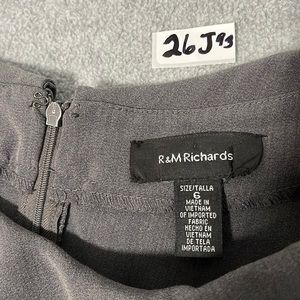 26J93
R&M Richards
SIZE/TALLA
6
MADE IN
VIETNAM
OF IMPORTED
FABRIC
HECHO EN
VIETNAM
DE TELA
IMPORTADA